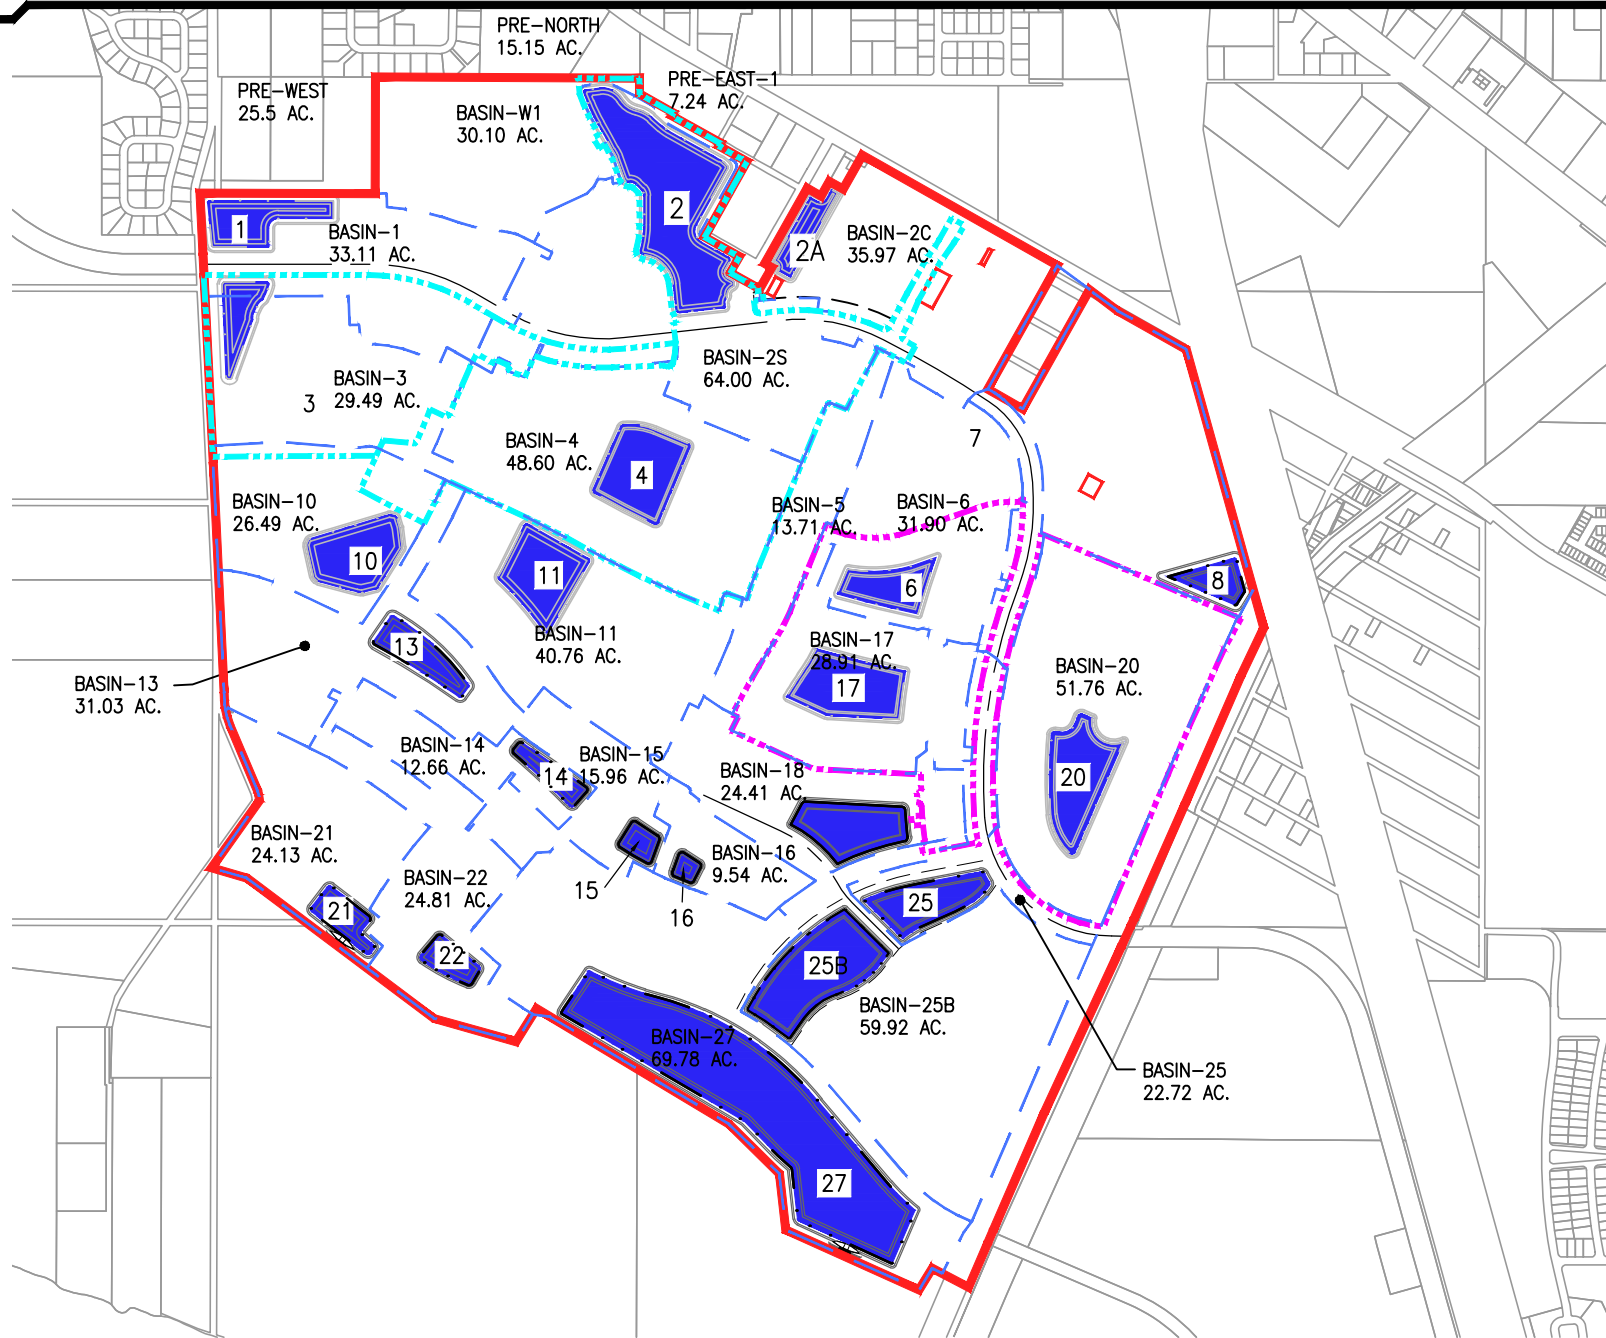 PRE-NORTH
15.15 AC.
PRE-WEST
25.5 AC.
PRE-EAST-1
7.24 AC.
BASIN-W1
30.10 AC.
1
BASIN-1
33.11 AC.
2
2A
BASIN-2C
35.97 AC.
BASIN-3
29.49 AC.
3
BASIN-2S
64.00 AC.
BASIN-4
48.60 AC.
4
7
BASIN-10
26.49 AC.
BASIN-5
13.71 AC.
BASIN-6
31.90 AC.
10
11
6
8
BASIN-11
40.76 AC.
13
BASIN-17
28.91 AC.
17
BASIN-20
51.76 AC.
BASIN-13
31.03 AC.
BASIN-14
12.66 AC.
14
BASIN-15
15.96 AC.
BASIN-18
24.41 AC.
20
BASIN-21
24.13 AC.
BASIN-16
9.54 AC.
15
16
BASIN-22
24.81 AC.
21
22
25
25B
BASIN-25B
59.92 AC.
BASIN-27
69.78 AC.
BASIN-25
22.72 AC.
27